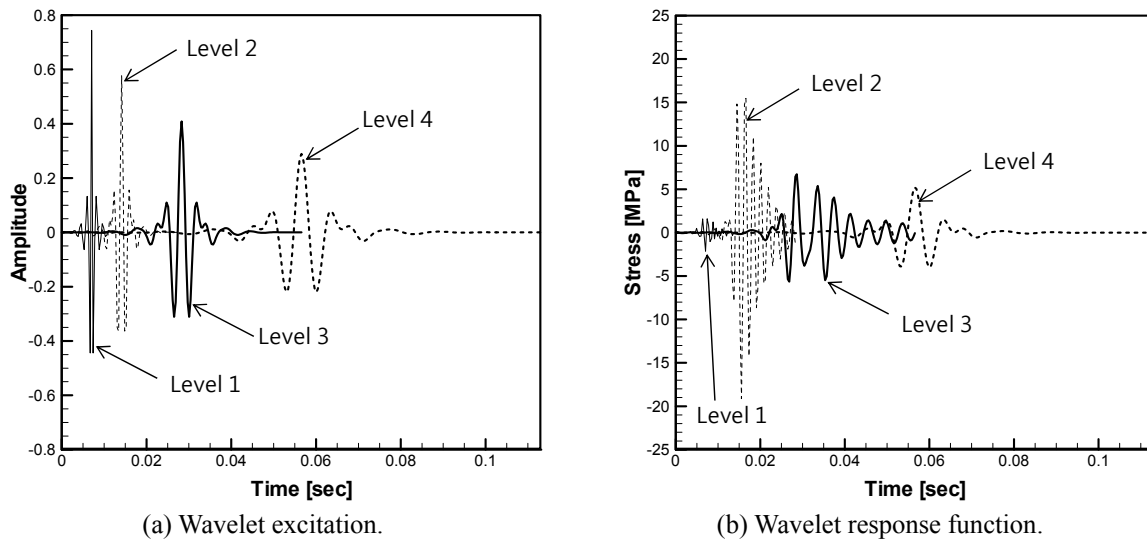 0.8
0.6
0.4
0.2
0
-0.2
-0.4
-0.6
-0.8
Amplitude
0
0.02
0.04
0.06
0.08
0.1
Time [sec]
Level 2
Level 4
Level 3
Level 1
(a) Wavelet excitation.
25
20
15
10
5
0
-5
-10
-15
-20
-25
Stress [MPa]
0
0.02
0.04
0.06
0.08
0.1
Time [sec]
Level 2
Level 4
Level 3
Level 1
(b) Wavelet response function.